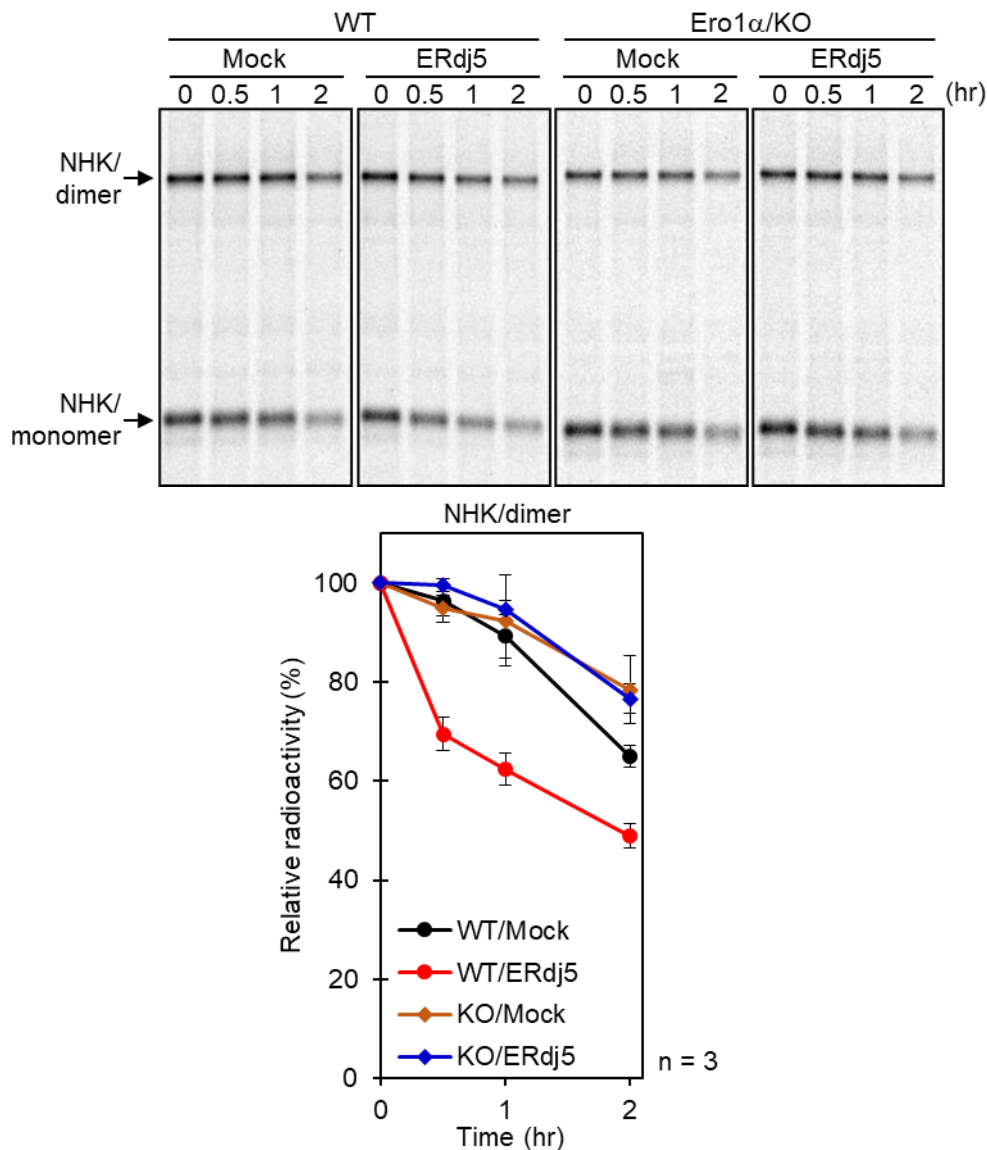 WT Ero1α/KO
Mock ERdj5 Mock ERdj5
0 0.5 1 2 0 0.5 1 2 0 0.5 1 2 0 0.5 1 2 (hr)
NHK/
dimer
NHK/
monomer
NHK/dimer
100
80
60
40
20
0
Relative radioactivity (%)
WT/Mock
WT/ERdj5
KO/Mock
KO/ERdj5
n = 3
0 1 2
Time (hr)